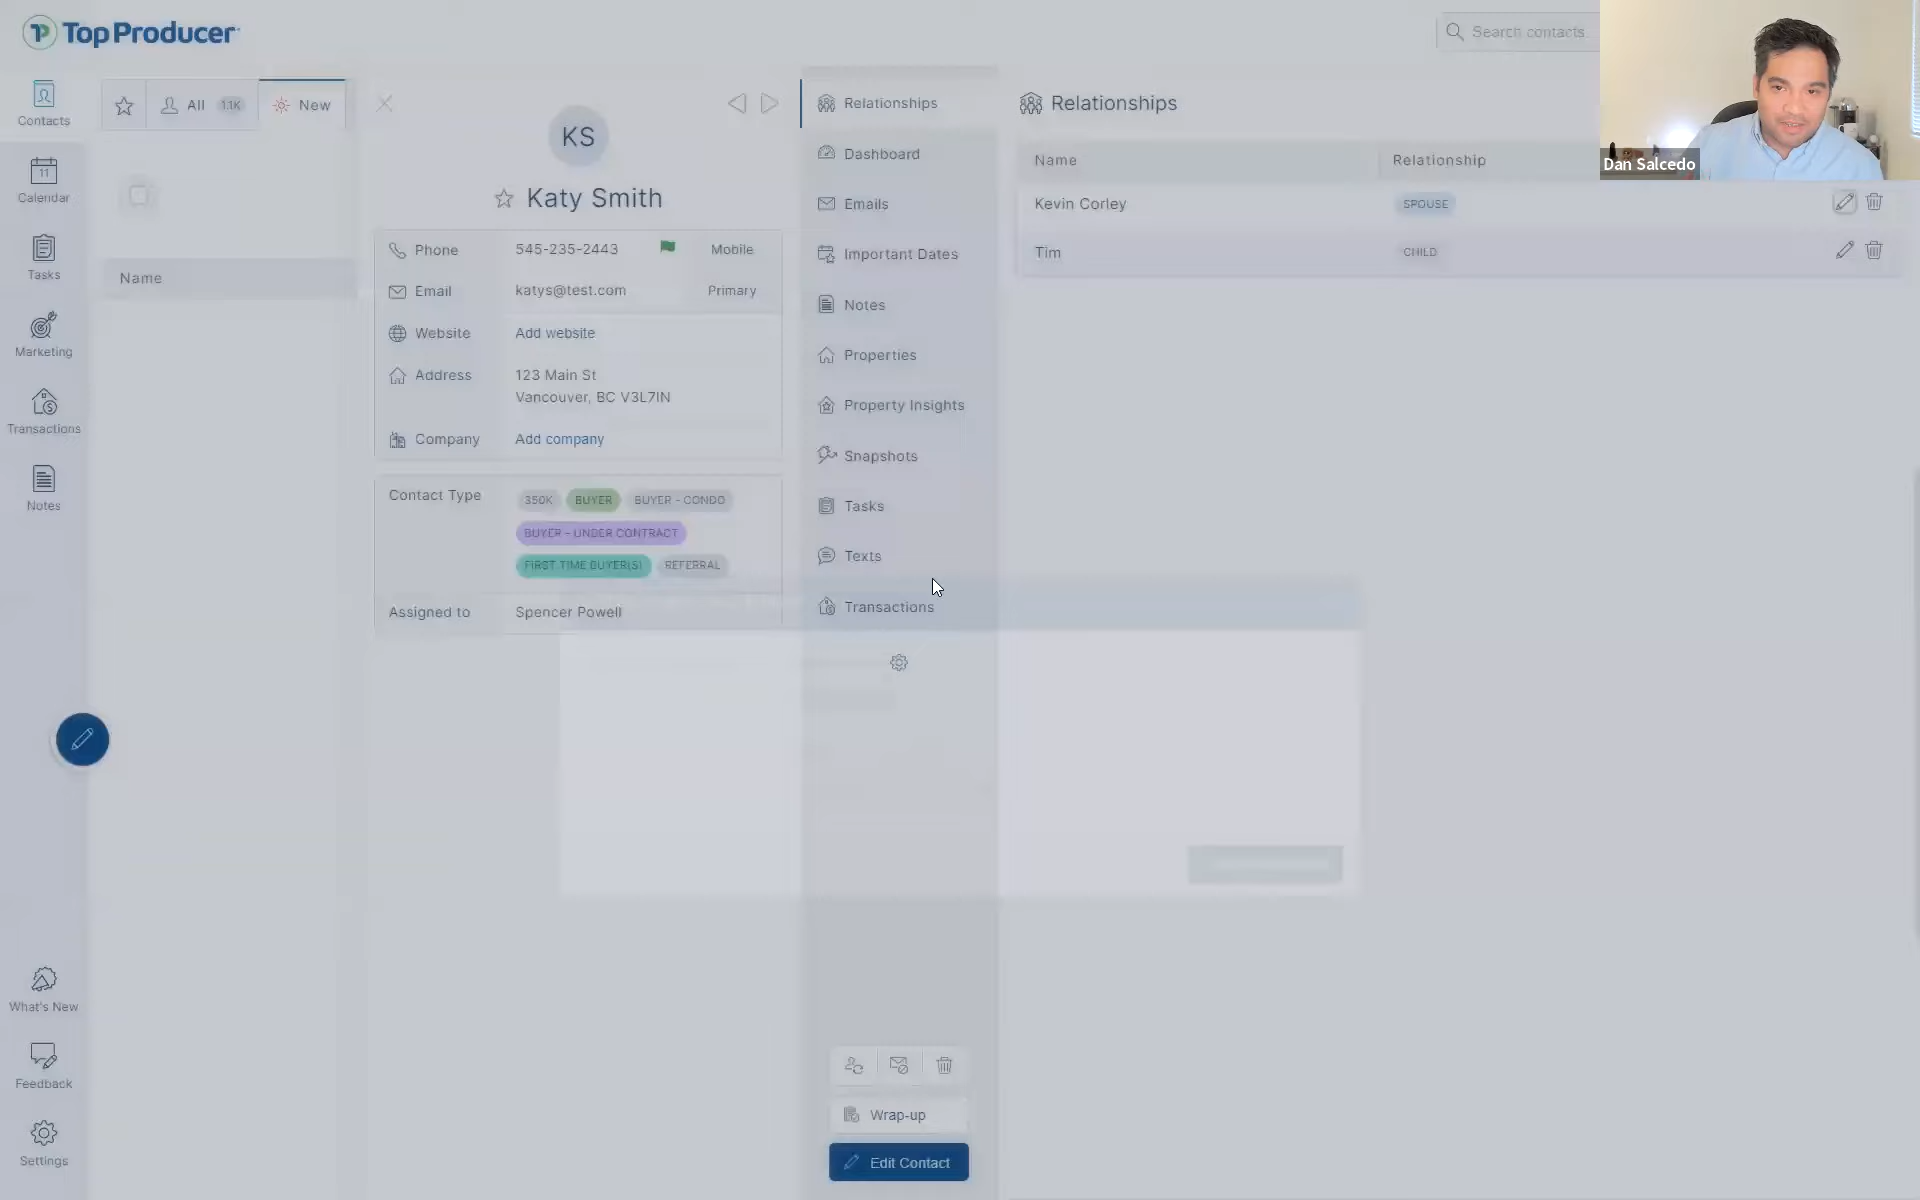 Top Producer
Search contacts.
Dan Salcedo
Contacts
Calendar
11
Tasks
Marketing
Transactions
Notes
What's New
Feedback
Settings
All 1.1K
New
Name
KS
Katy Smith
Phone 545-235-2443 Mobile
Email katys@test.com Primary
Website Add website
Address 123 Main St
Vancouver, BC V3L7IN
Company Add company
Contact Type 350K BUYER BUYER - CONDO
BUYER - UNDER CONTRACT
FIRST TIME BUYER(S) REFERRAL
Assigned to Spencer Powell
Relationships
Dashboard
Emails
Important Dates
Notes
Properties
Property Insights
Snapshots
Tasks
Texts
Transactions
Wrap-up
Edit Contact
Relationships
Name Relationship
Kevin Corley SPOUSE
Tim CHILD